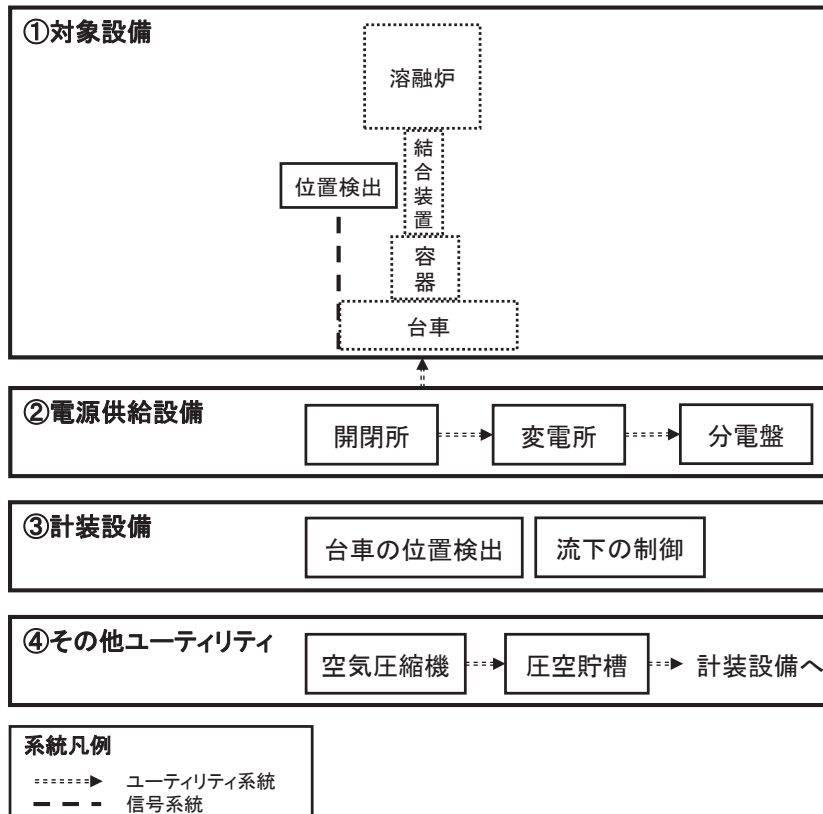 ①対象設備
溶融炉
結合装置
位置検出
容器
台車
②電源供給設備
開閉所
変電所
分電盤
③計装設備
台車の位置検出
流下の制御
④その他ユーティリティ
空気圧縮機
圧空貯槽
計装設備へ
系統凡例
ユーティリティ系統
信号系統